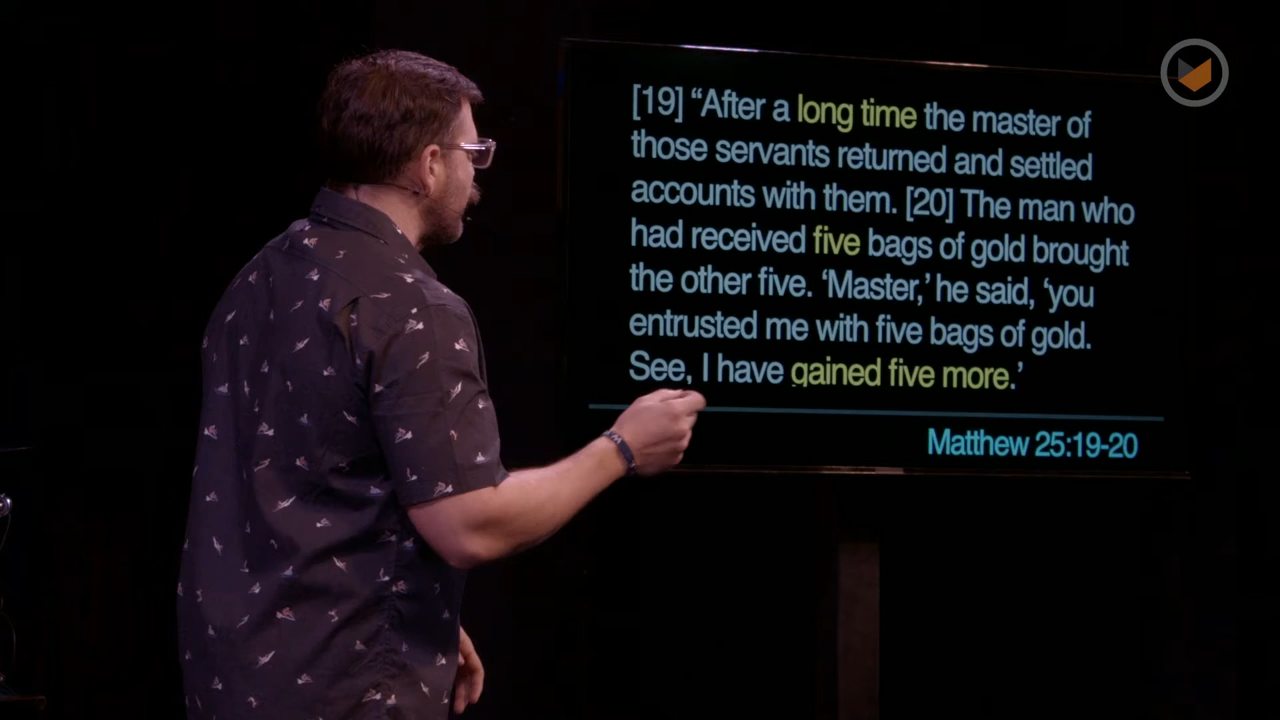 [19] “After a long time the master of
those servants returned and settled
accounts with them. [20] The man who
had received five bags of gold brought
the other five. ‘Master,’ he said, ‘you
entrusted me with five bags of gold.
See, I have gained five more.’
Matthew 25:19-20